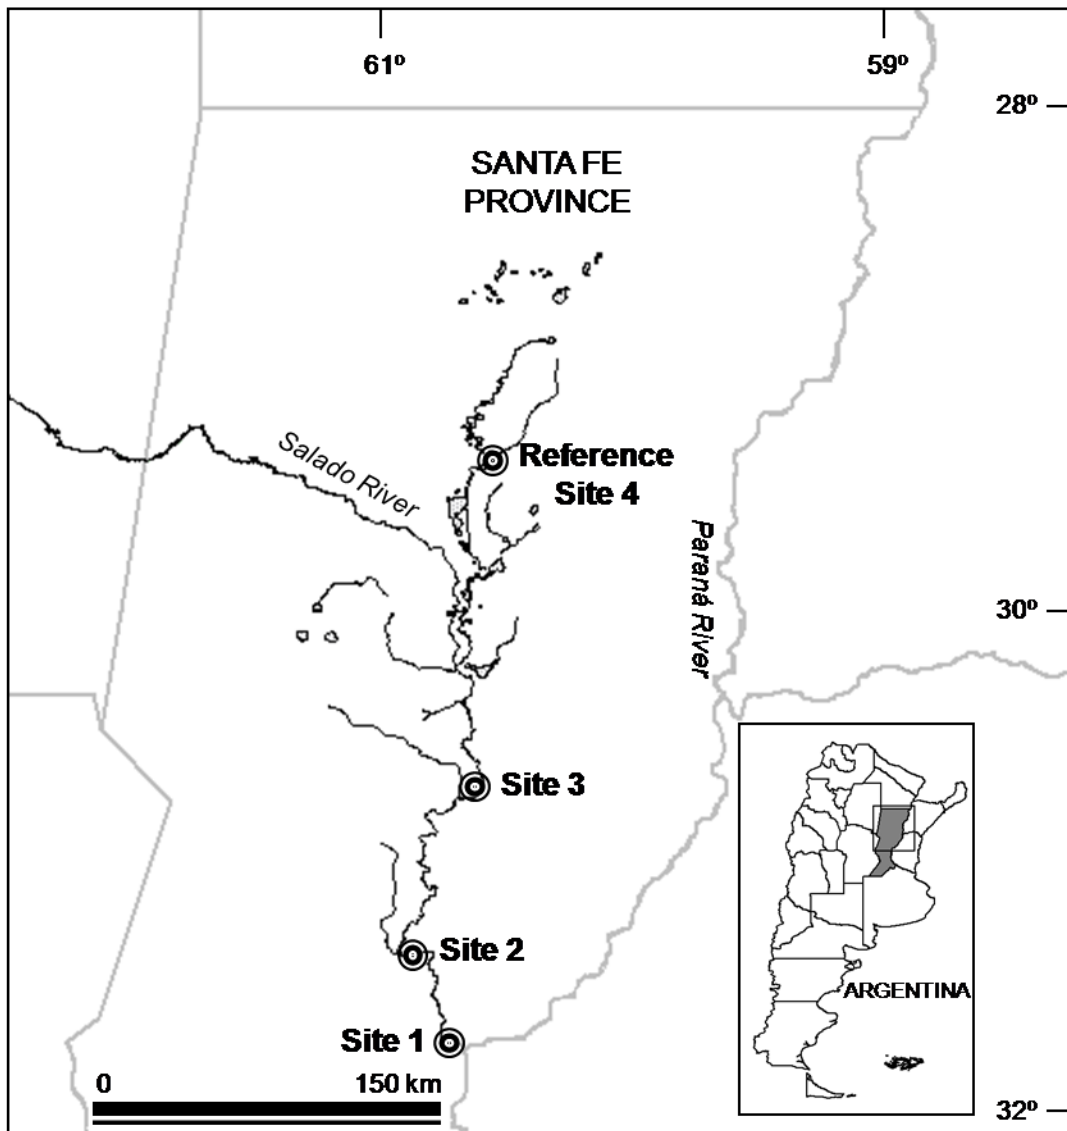 61º
59º
28º
SANTA FE
PROVINCE
Salado River
Reference
Site 4
Paraná River
30º
Site 3
Site 2
Site 1
ARGENTINA
0
150 km
32º